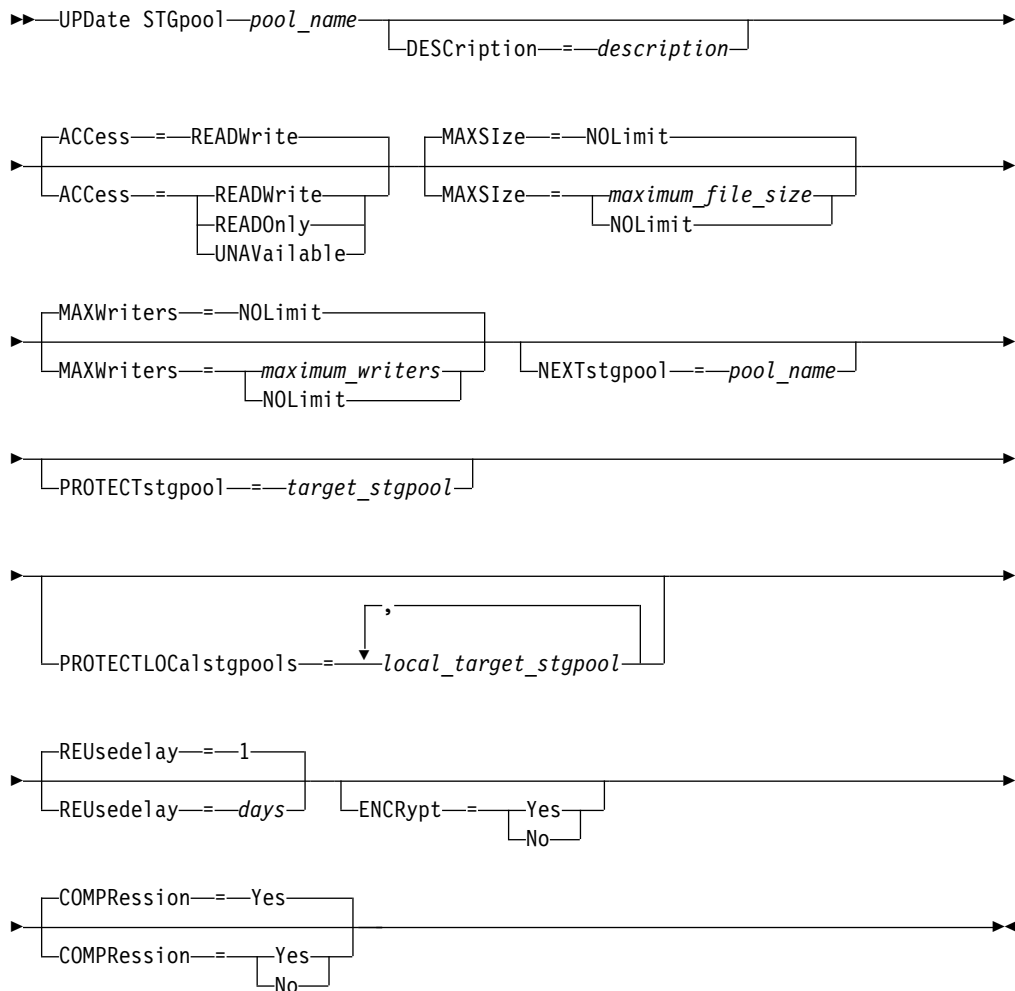 UPDate STGpool pool_name
DESCription = description
ACCess = READWrite
ACCess = READWrite
READOnly
UNAVailable
MAXSIze = NOLimit
MAXSIze = maximum_file_size
NOLimit
MAXWriters = NOLimit
MAXWriters = maximum_writers
NOLimit
NEXTstgpool = pool_name
PROTECTstgpool = target_stgpool
,
PROTECTLOCalstgpools = local_target_stgpool
REUsedelay = 1
REUsedelay = days
ENCRypt = Yes
No
COMPRession = Yes
COMPRession = Yes
No